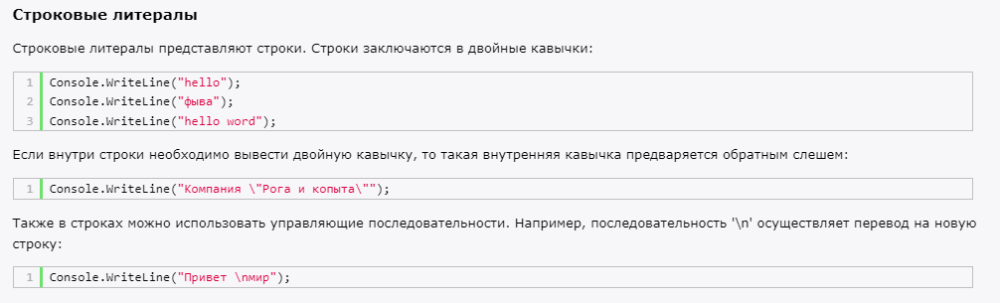 Строковые литералы
Строковые литералы представляют строки. Строки заключаются в двойные кавычки:
1 Console.WriteLine("hello");
2 Console.WriteLine("фыва");
3 Console.WriteLine("hello word");
Если внутри строки необходимо вывести двойную кавычку, то такая внутренняя кавычка предваряется обратным слешем:
1 Console.WriteLine("Компания \"Рога и копыта\"");
Также в строках можно использовать управляющие последовательности. Например, последовательность '\n' осуществляет перевод на новую
строку:
1 Console.WriteLine("Привет \nмир");